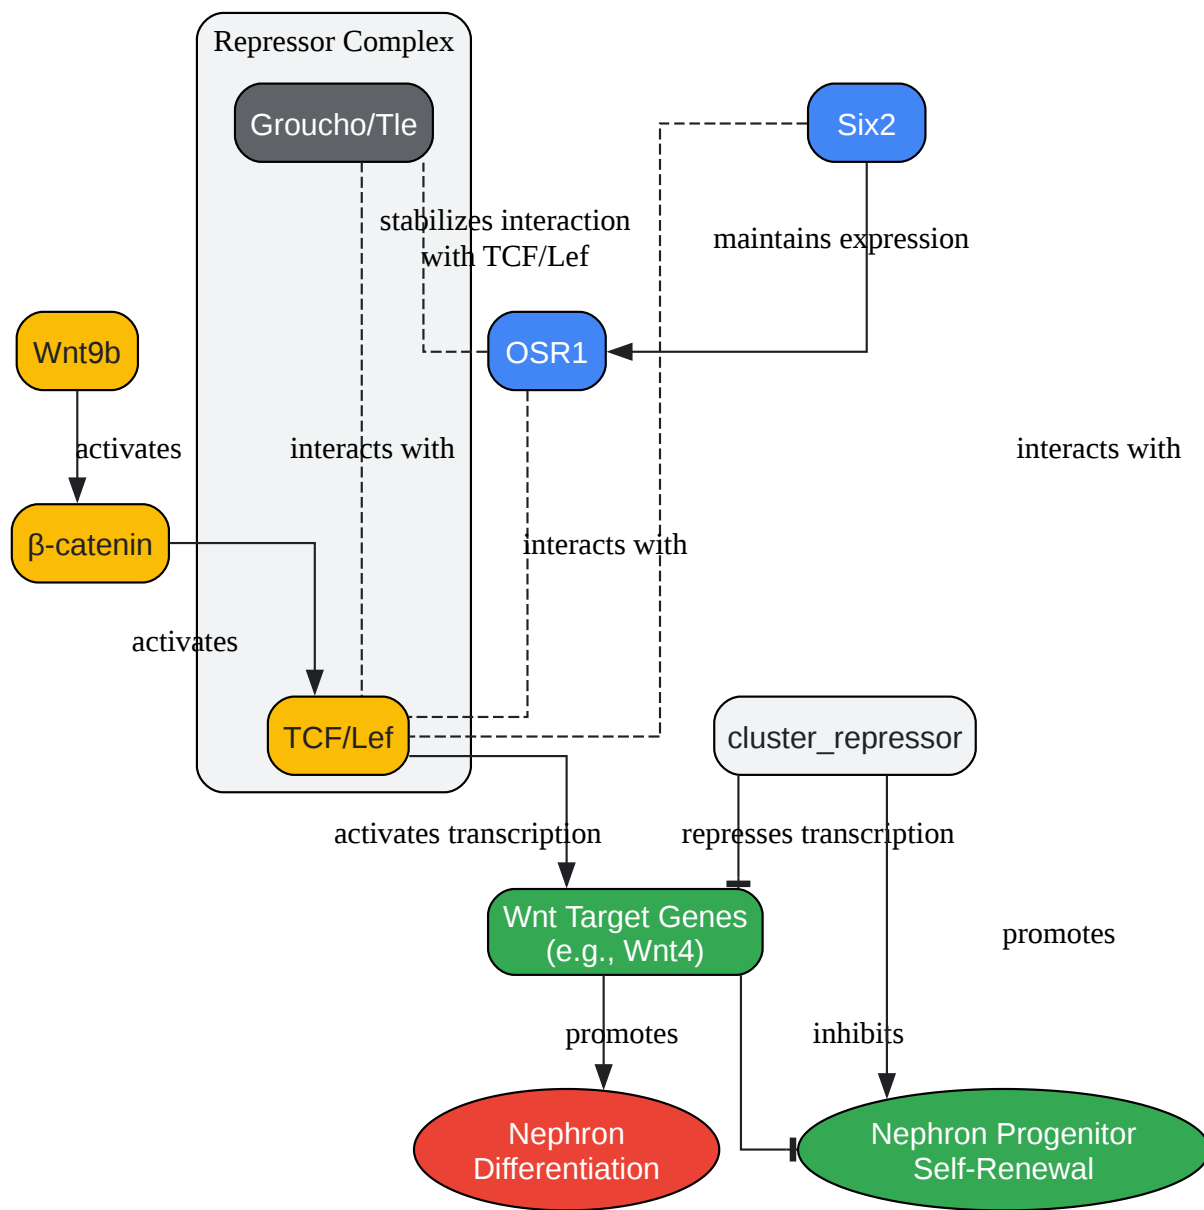 Repressor Complex
Groucho/Tle
Six2
stabilizes interaction
with TCF/Lef
maintains expression
Wnt9b
OSR1
activates
interacts with
interacts with
β-catenin
interacts with
activates
TCF/Lef
cluster_repressor
activates transcription
represses transcription
Wnt Target Genes
(e.g., Wnt4)
promotes
promotes
inhibits
Nephron
Differentiation
Nephron Progenitor
Self-Renewal